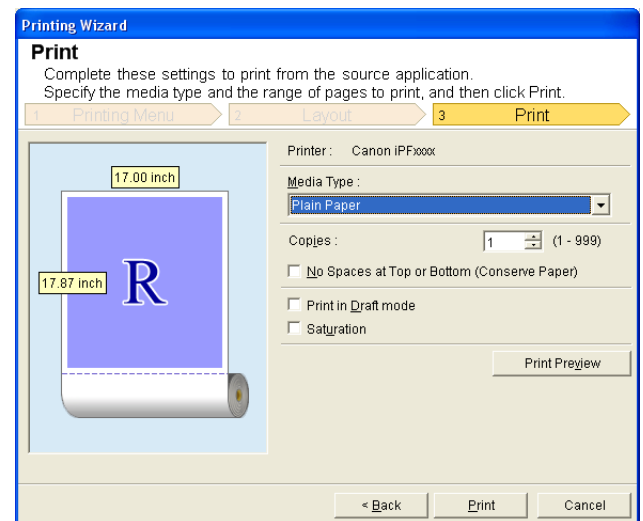 Printing Wizard
Print
Complete these settings to print from the source application.
Specify the media type and the range of pages to print, and then click Print.
1 Printing Menu 2 Layout 3 Print
Printer : Canon iPFxxxx
17.00 inch
Media Type :
Plain Paper
Copies : 1 (1 - 999)
No Spaces at Top or Bottom (Conserve Paper)
17.87 inch
R
Print in Draft mode
Saturation
Print Preview
< Back Print Cancel